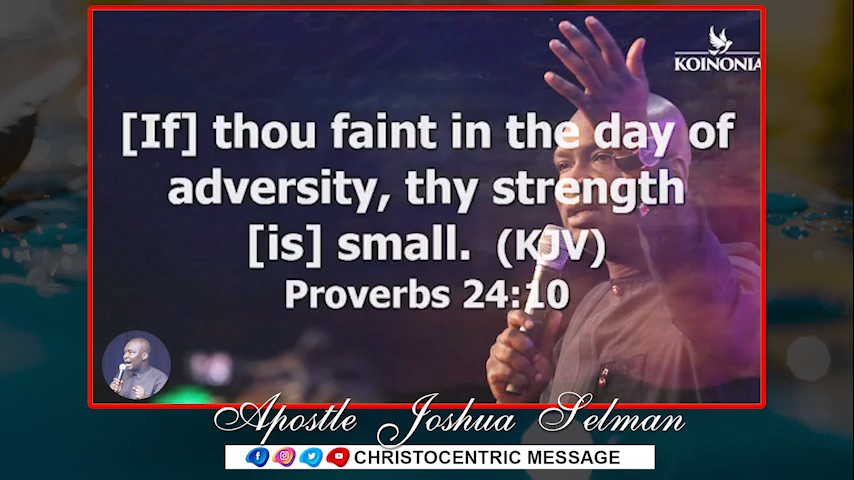 KOINONIA
[If] thou faint in the day of
adversity, thy strength
[is] small. (KJV)
Proverbs 24:10
Apostle Joshua Selman
CHRISTOCENTRIC MESSAGE